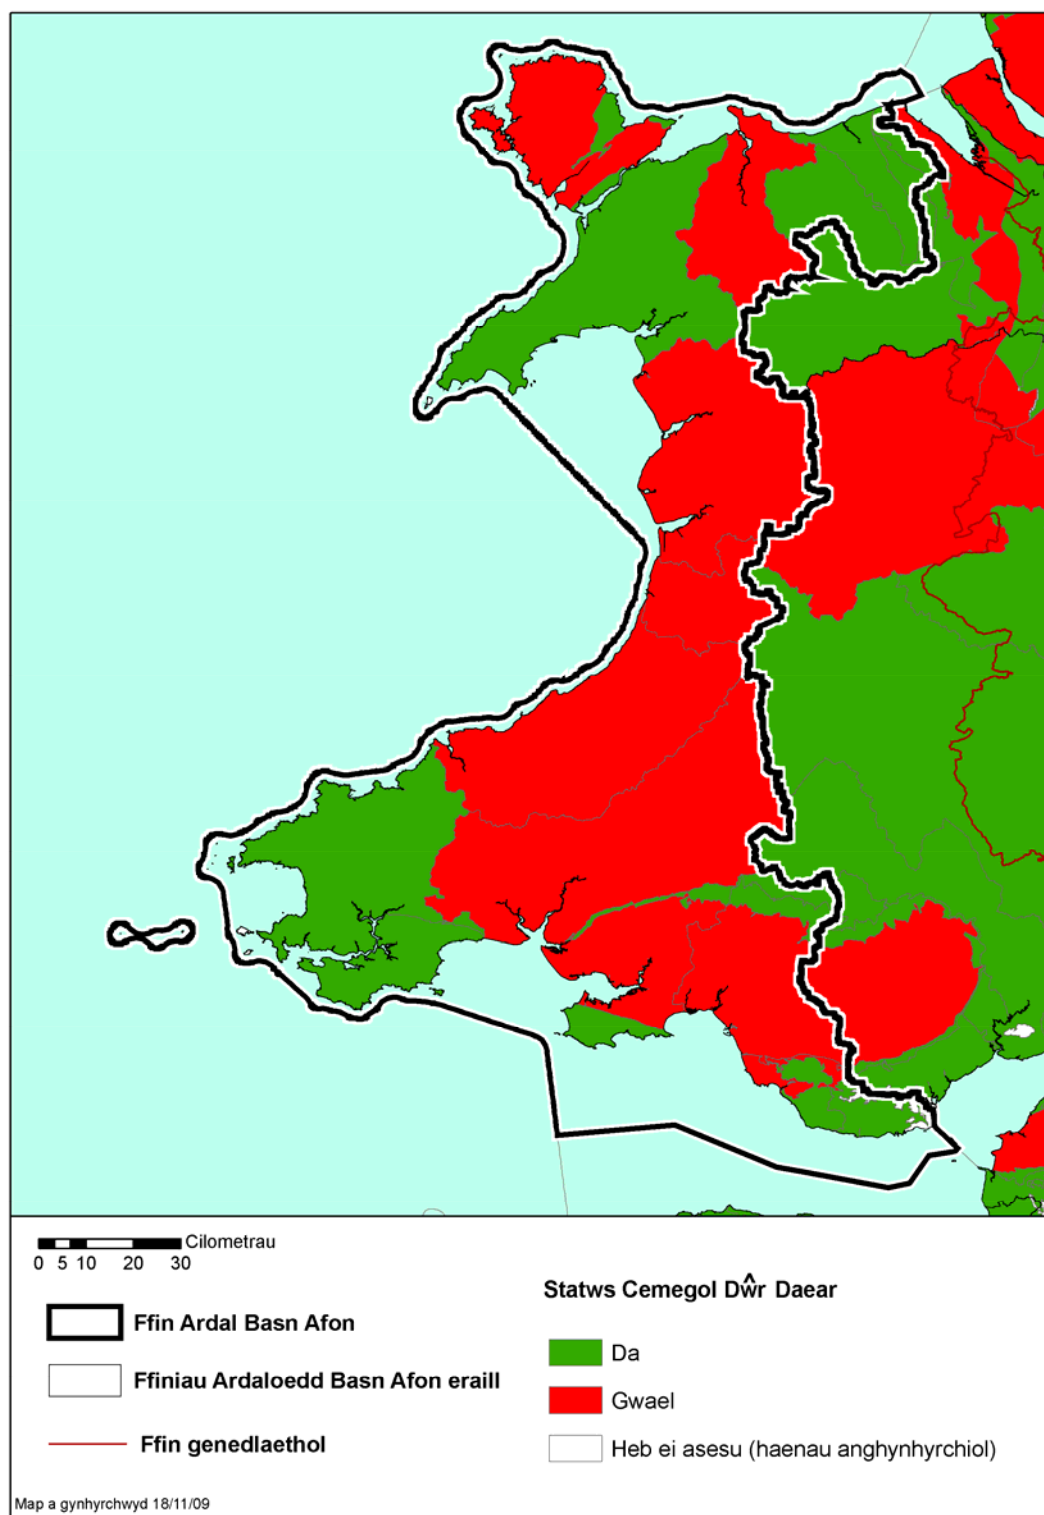 Cilometrau
0 5 10 20 30
Ffin Ardal Basn Afon
Ffiniau Ardaloedd Basn Afon eraill
Ffin genedlaethol
Map a gynhyrchwyd 18/11/09
Statws Cemegol Dŵr Daear
Da
Gwael
Heb ei asesu (haenau anghynhyrchiol)